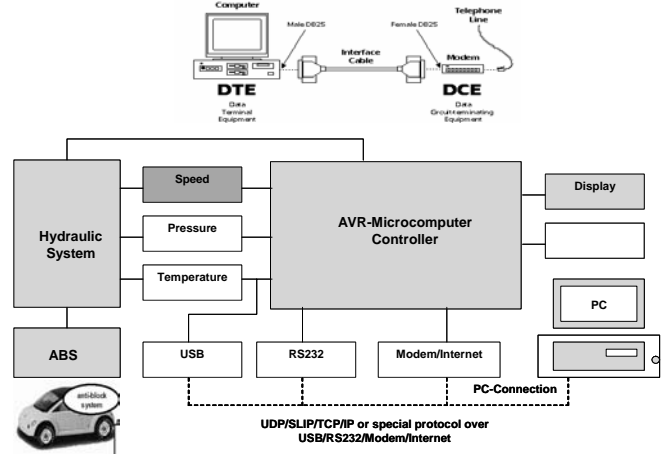 Computer
Telephone
Line
Male DB25
Female DB25
Interface
Cable
Modem
DTE
DCE
Data
Terminal
Equipment
Data
Circuit-terminating
Equipment
Speed
Display
Pressure
AVR-Microcomputer
Controller
Hydraulic
System
Temperature
PC
ABS
USB
RS232
Modem/Internet
PC-Connection
anti-block
system
UDP/SLIP/TCP/IP or special protocol over
USB/RS232/Modem/Internet